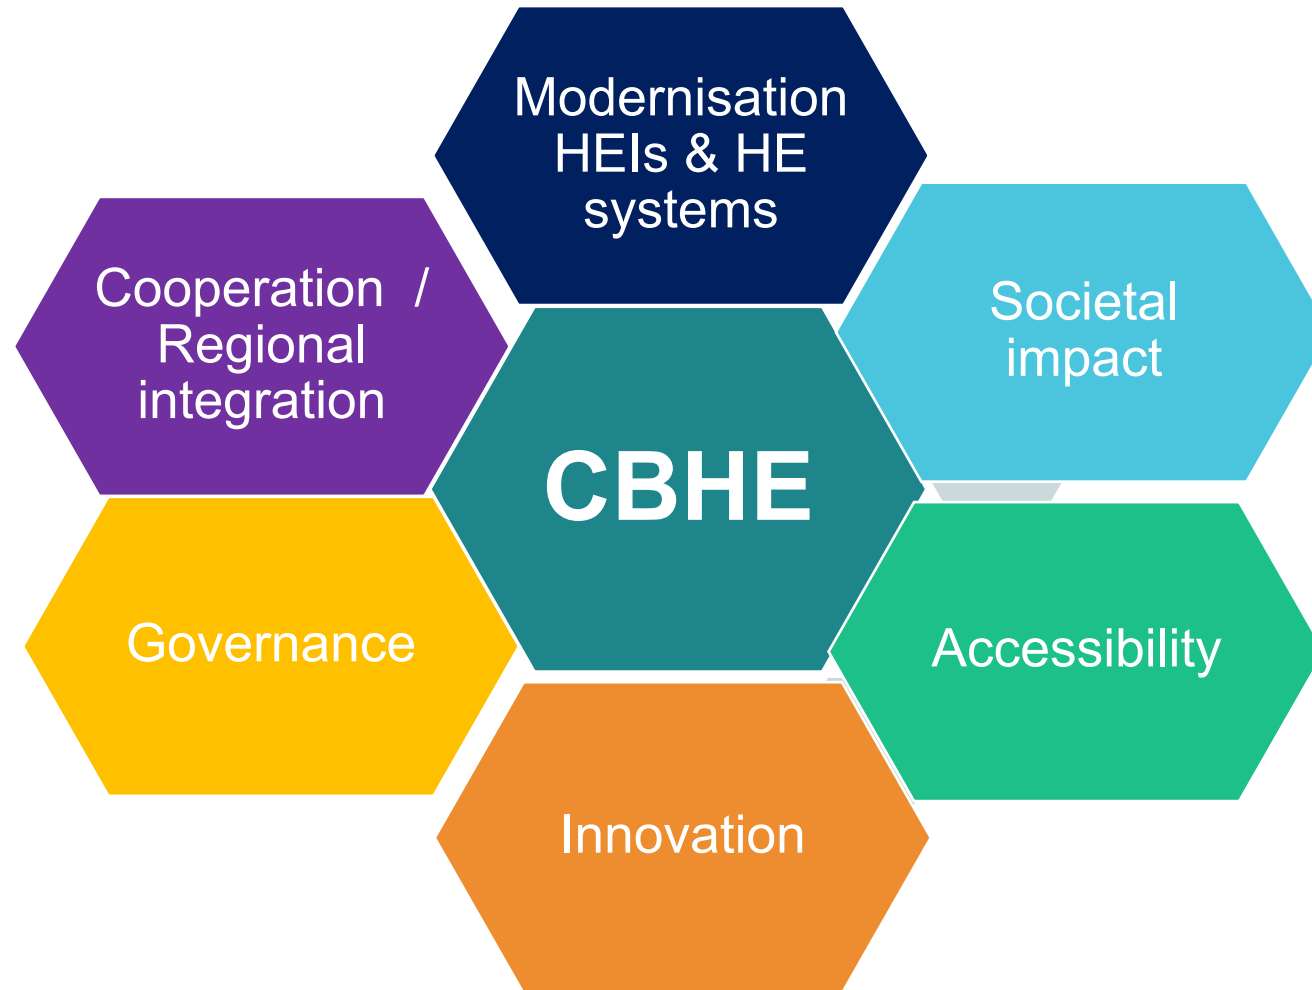 Modernisation
HEIs & HE
systems
Cooperation /
Regional
integration
Societal
impact
CBHE
Governance
Accessibility
Innovation